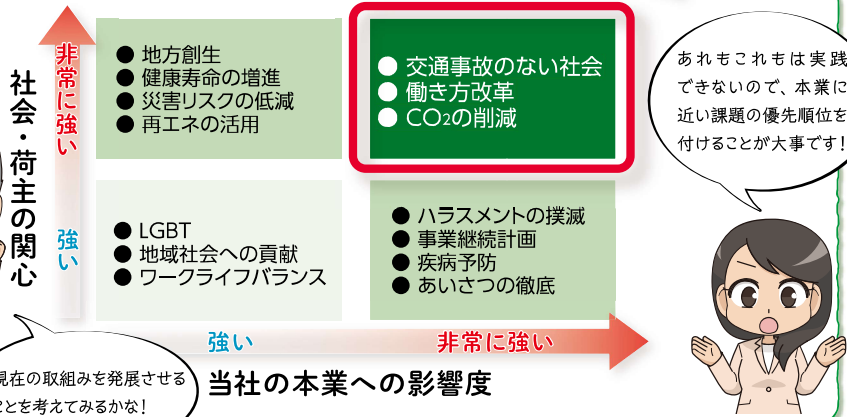 社会・荷主の関心
非常に強い
強い
● 地方創生
● 健康寿命の増進
● 災害リスクの低減
● 再エネの活用
● 交通事故のない社会
● 働き方改革
● CO2の削減
● LGBT
● 地域社会への貢献
● ワークライフバランス
● ハラスメントの撲滅
● 事業継続計画
● 疾病予防
● あいさつの徹底
強い
非常に強い
当社の本業への影響度
あれもこれもは実践
できないので、本業に
近い課題の優先順位を
付けることが大事です!
現在の取組みを発展させる
ことを考えてみるかな!